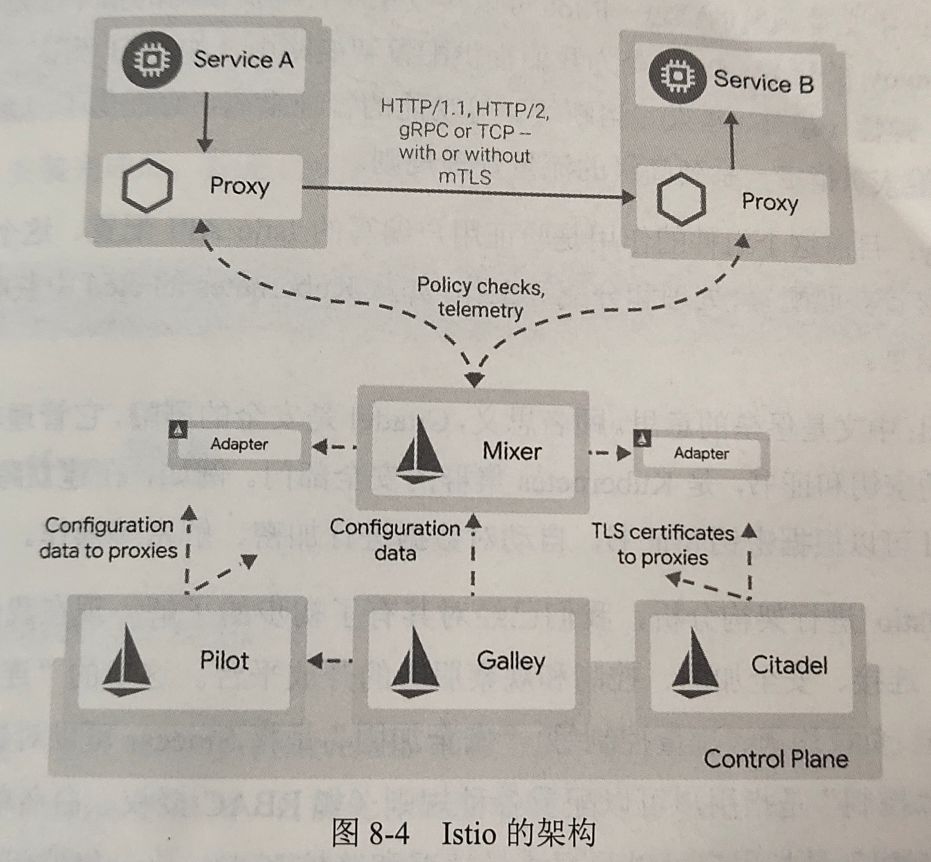 Service A
Service B
HTTP/1.1, HTTP/2,
gRPC or TCP –
with or without
mTLS
Proxy
Proxy
Policy checks,
telemetry
Adapter
Mixer
Adapter
Configuration
data to proxies
Configuration
data
TLS certificates
to proxies
Pilot
Galley
Citadel
Control Plane
图 8-4 Istio 的架构